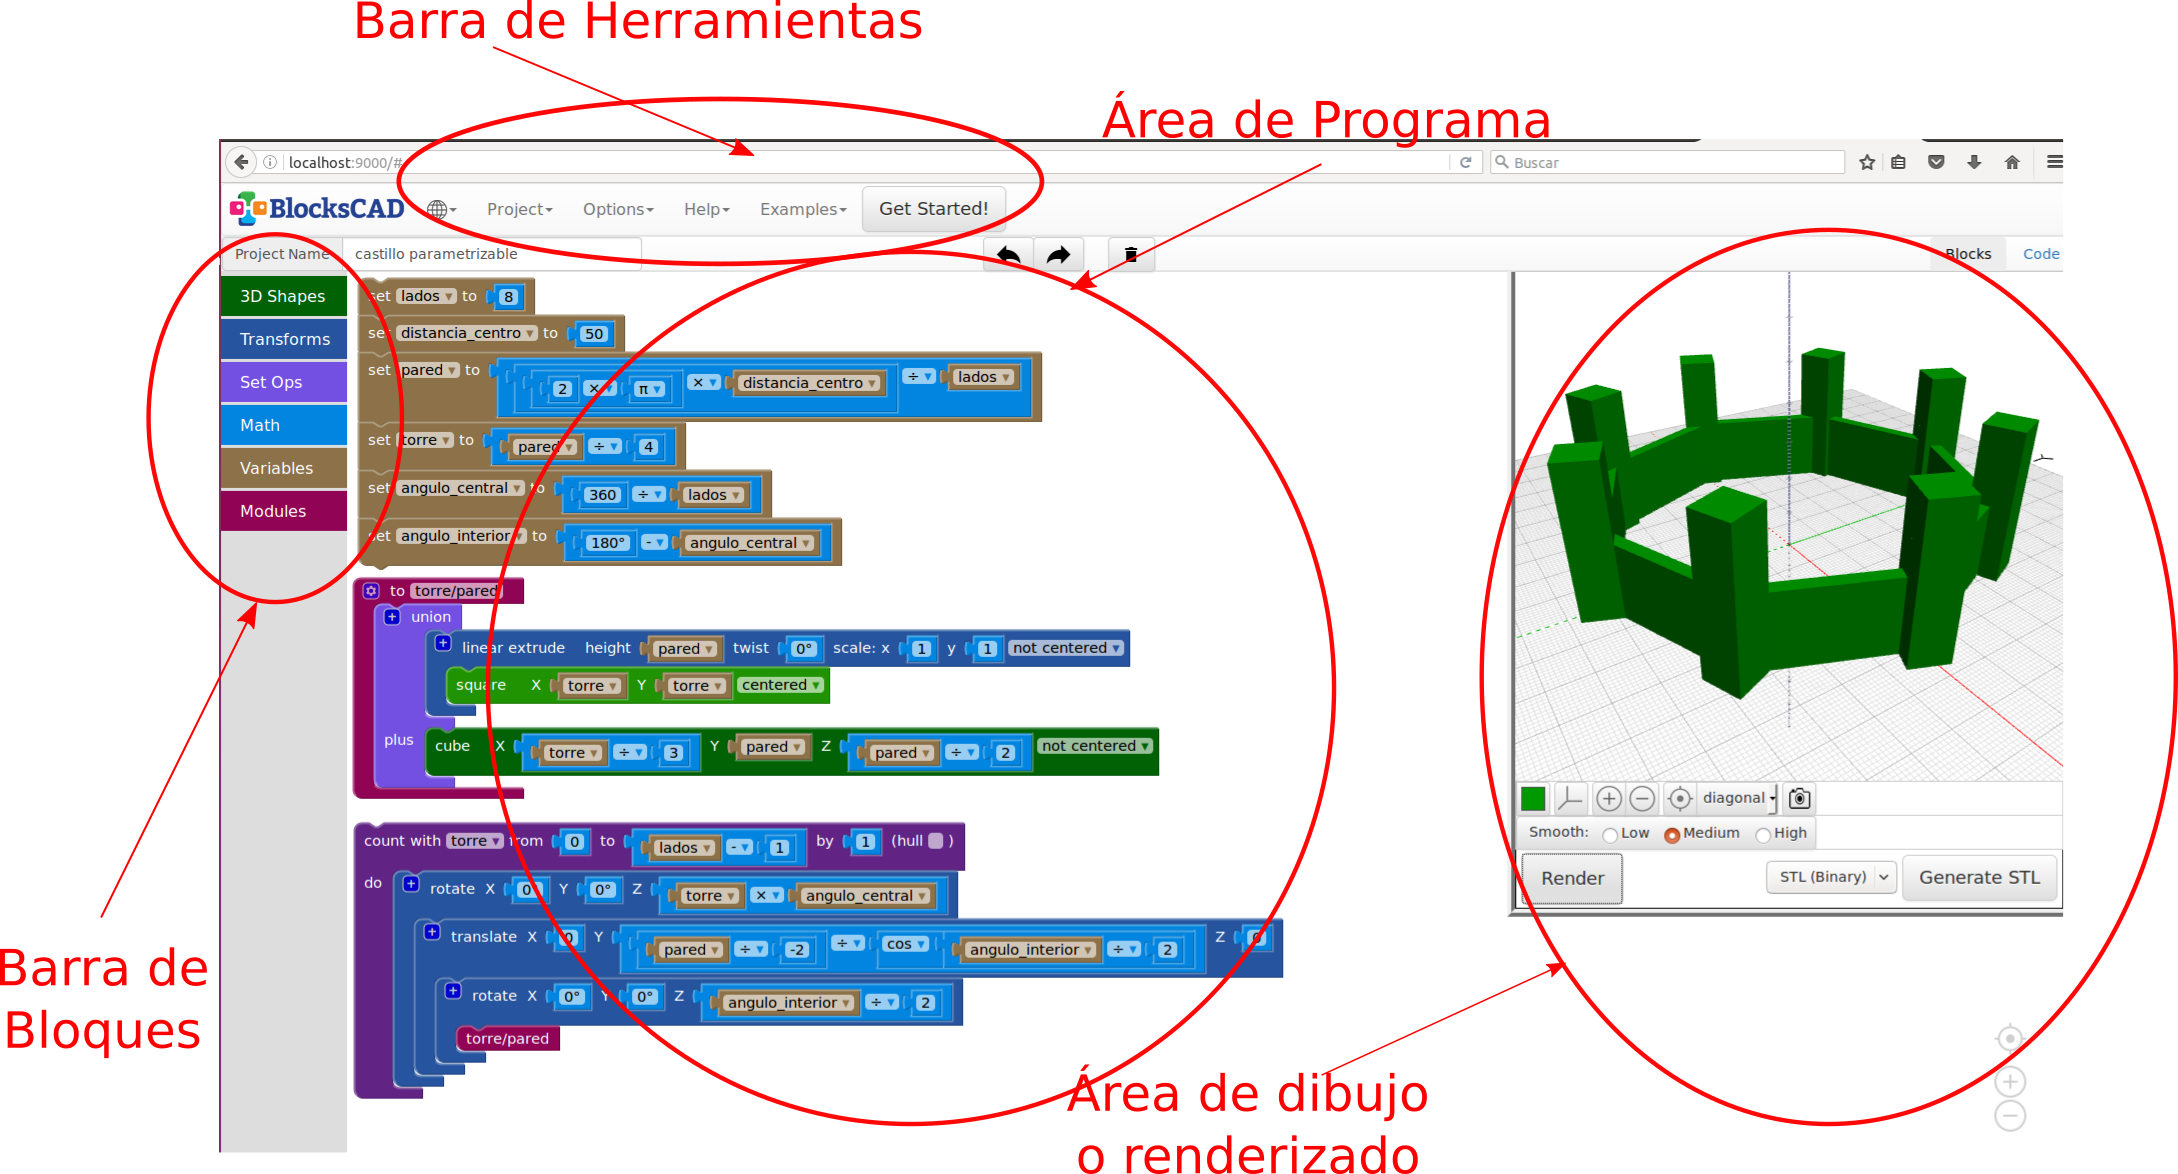 Barra de Herramientas
Área de Programa
localhost:9000/#
Buscar
BlocksCAD
Project
Options
Help
Examples
Get Started!
Project Name
castillo parametrizable
Blocks
Code
3D Shapes
Transforms
Set Ops
Math
Variables
Modules
set lados to 8
set distancia_centro to 50
set pared to 2 × π × distancia_centro ÷ lados
set torre to pared ÷ 4
set angulo_central to 360 ÷ lados
set angulo_interior to 180° - angulo_central
to torre/pared
union
linear extrude height pared twist 0° scale: x 1 y 1 not centered
square X torre Y torre centered
plus cube X torre ÷ 3 Y pared Z pared ÷ 2 not centered
count with torre from 0 to lados - 1 by 1 (hull )
do rotate X 0° Y 0° Z torre × angulo_central
translate X 0 Y pared ÷ -2 ÷ cos angulo_interior ÷ 2 Z 0
rotate X 0° Y 0° Z angulo_interior ÷ 2
torre/pared
diagonal
Smooth: Low Medium High
Render
STL (Binary)
Generate STL
Barra de
Bloques
Área de dibujo
o renderizado